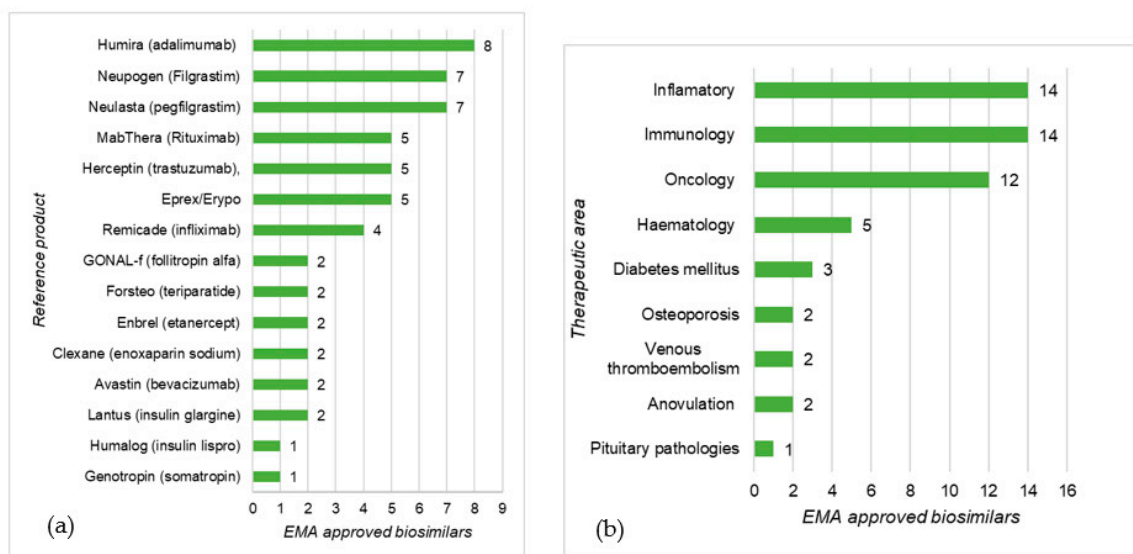 Reference product
Humira (adalimumab) 8
Neupogen (Filgrastim) 7
Neulasta (pegfilgrastim) 7
MabThera (Rituximab) 5
Herceptin (trastuzumab), 5
Eprex/Erypo 5
Remicade (infliximab) 4
GONAL-f (follitropin alfa) 2
Forsteo (teriparatide) 2
Enbrel (etanercept) 2
Clexane (enoxaparin sodium) 2
Avastin (bevacizumab) 2
Lantus (insulin glargine) 2
Humalog (insulin lispro) 1
Genotropin (somatropin) 1
0 1 2 3 4 5 6 7 8 9
EMA approved biosimilars
(a)
Therapeutic area
Inflamatory 14
Immunology 14
Oncology 12
Haematology 5
Diabetes mellitus 3
Osteoporosis 2
Venous
thromboembolism 2
Anovulation 2
Pituitary pathologies 1
0 2 4 6 8 10 12 14 16
EMA approved biosimilars
(b)